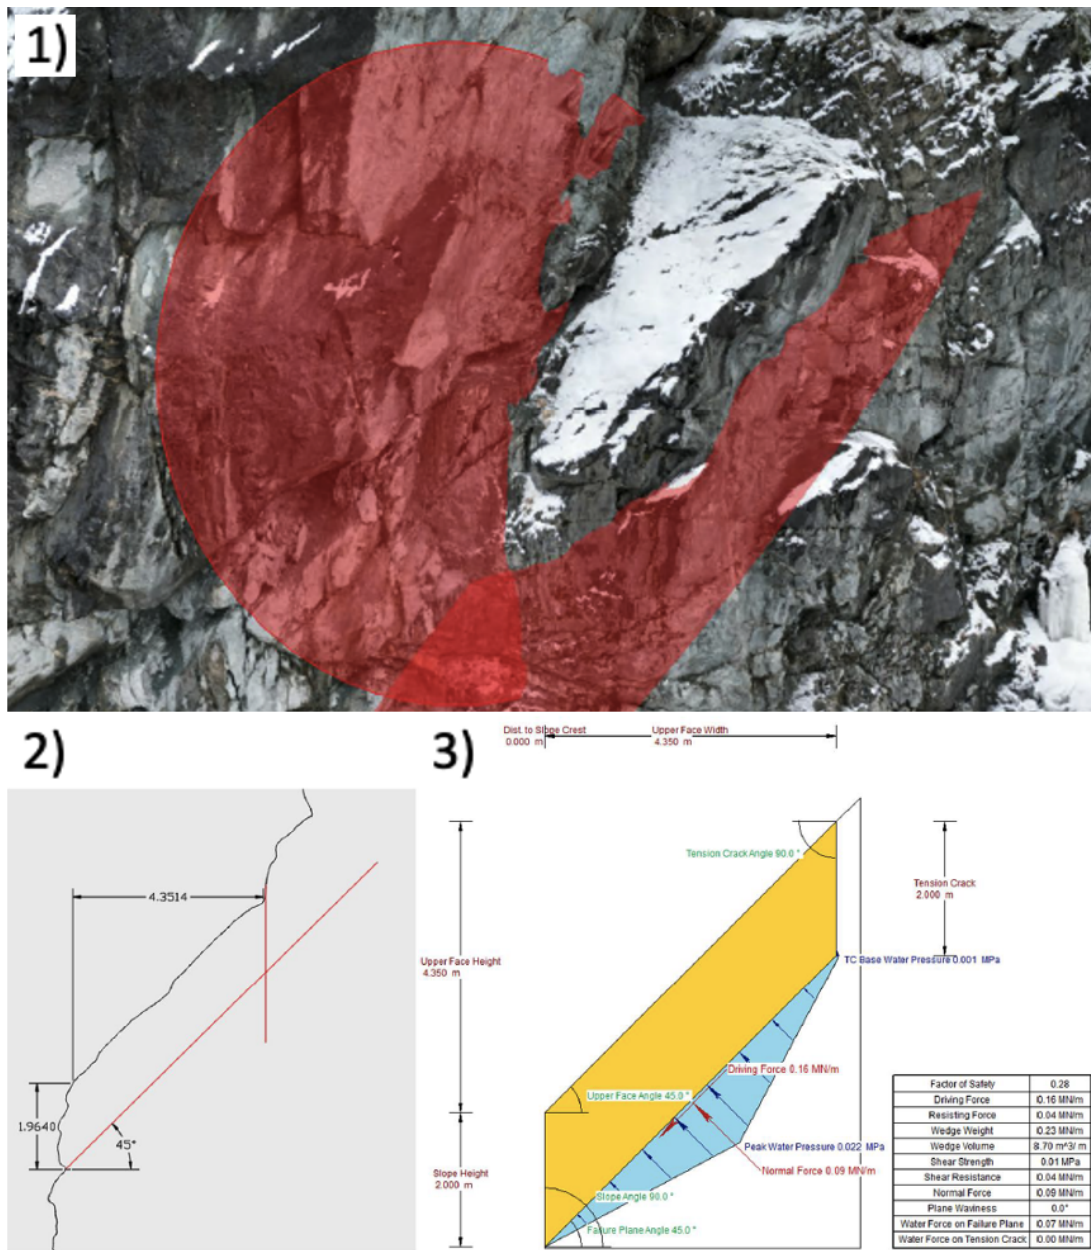 1)
2)
3)
4.3514
1.9640
45°
Dist. to Slope Crest
0.000 m
Upper Face Width
4.350 m
Tension Crack Angle 90.0 °
Tension Crack
2.000 m
Upper Face Height
4.350 m
TC Base Water Pressure 0.001 MPa
Driving Force 0.16 MN/m
Upper Face Angle 45.0 °
Peak Water Pressure 0.022 MPa
Normal Force 0.09 MN/m
Slope Height
2.000 m
Slope Angle 90.0 °
Failure Plane Angle 45.0 °
Factor of Safety 0.28
Driving Force 0.16 MN/m
Resisting Force 0.04 MN/m
Wedge Weight 0.23 MN/m
Wedge Volume 8.70 m^3/ m
Shear Strength 0.01 MPa
Shear Resistance 0.04 MN/m
Normal Force 0.09 MN/m
Plane Waviness 0.0°
Water Force on Failure Plane 0.07 MN/m
Water Force on Tension Crack 0.00 MN/m